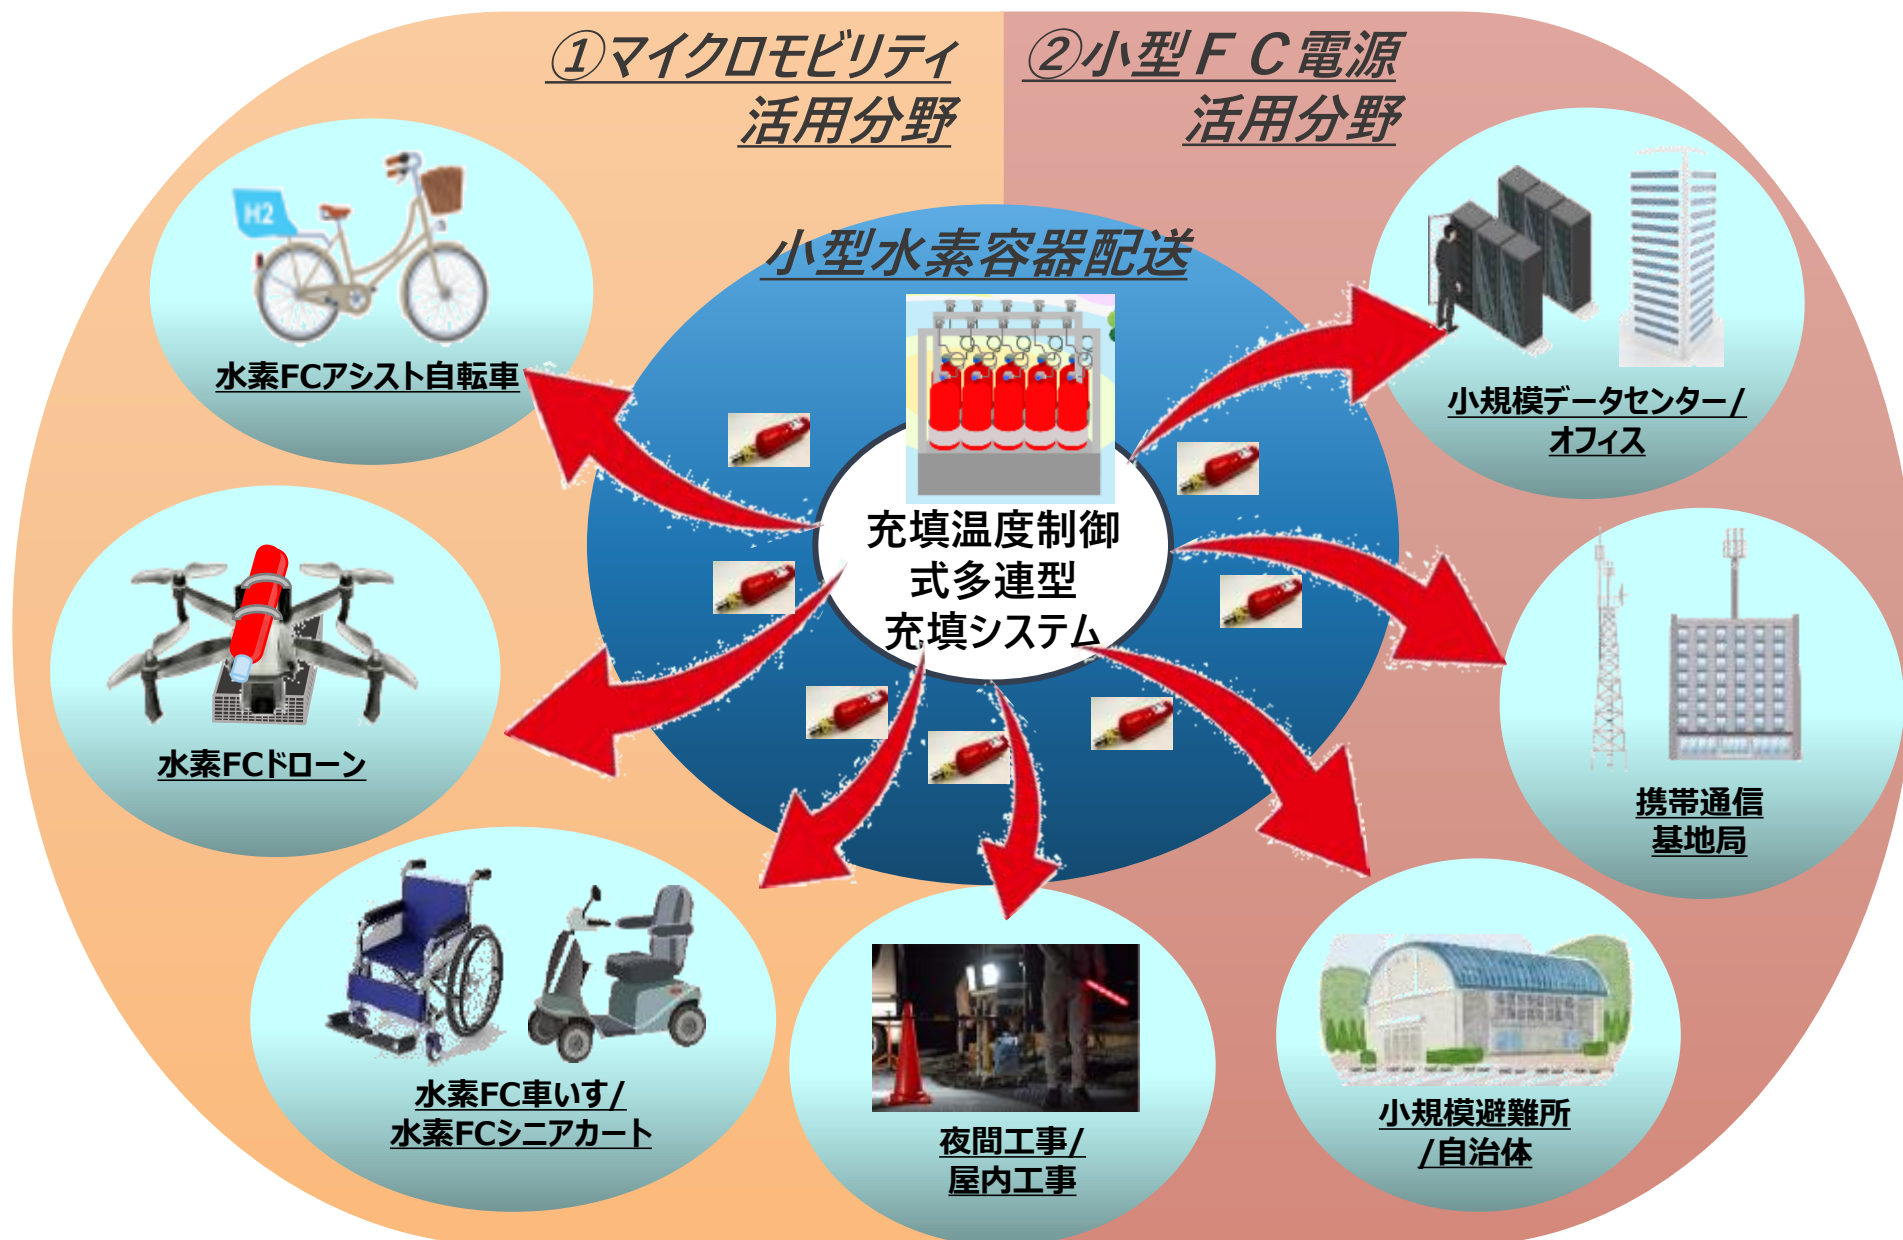 ①マイクロモビリティ
活用分野
②小型ＦＣ電源
活用分野
小型水素容器配送
充填温度制御
式多連型
充填システム
H2
水素FCアシスト自転車
水素FCドローン
水素FC車いす/
水素FCシニアカート
夜間工事/
屋内工事
小規模データセンター/
オフィス
携帯通信
基地局
小規模避難所
/自治体